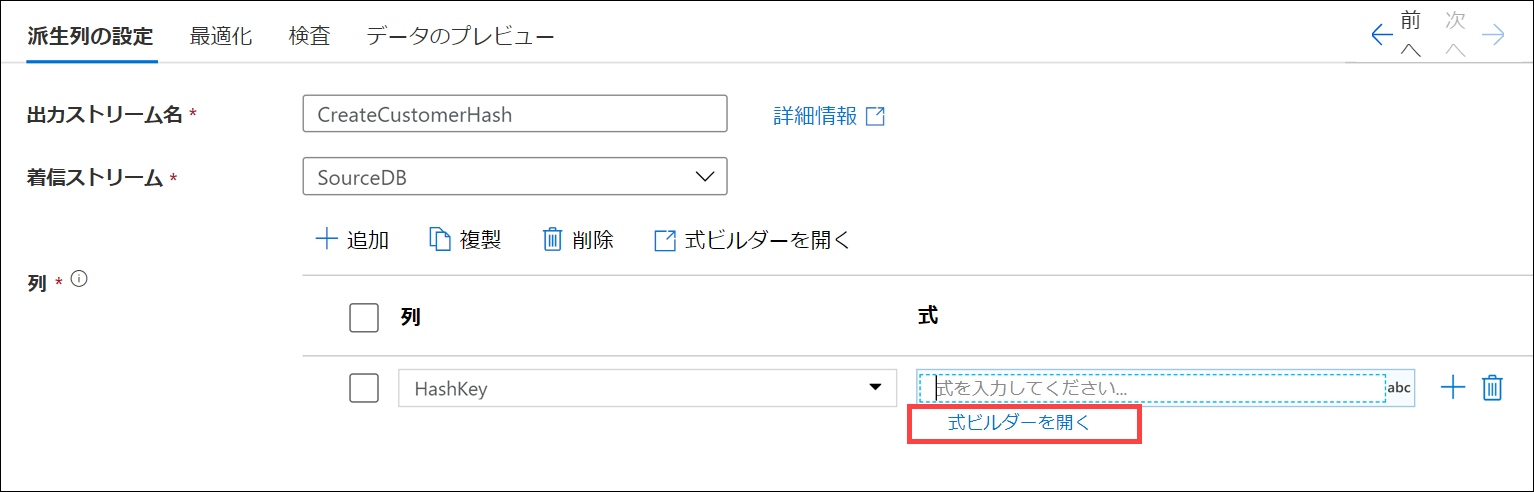 派生列の設定 最適化 検査 データのプレビュー 前へ 次へ
出力ストリーム名 * CreateCustomerHash 詳細情報
着信ストリーム * SourceDB
追加 複製 削除 式ビルダーを開く
列 *
列 式
HashKey 式を入力してください... abc
式ビルダーを開く